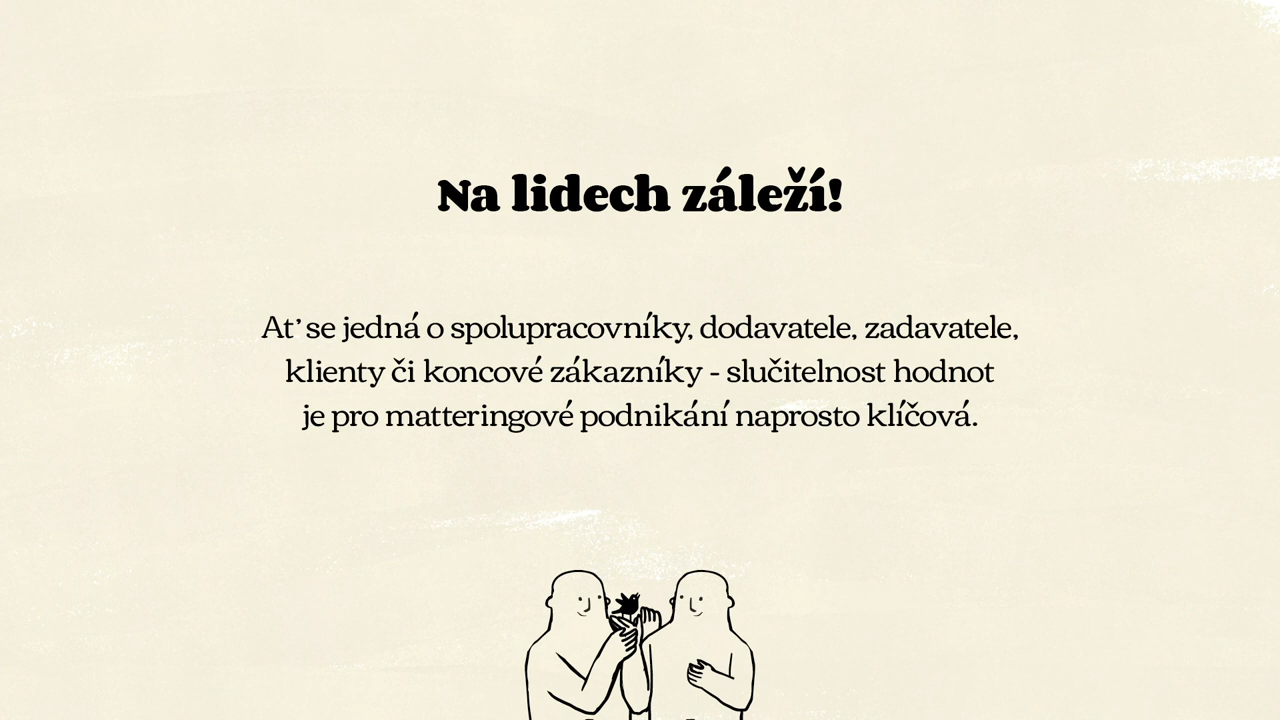 Na lidech záleží!
Ať se jedná o spolupracovníky, dodavatele, zadavatele,
klienty či koncové zákazníky - slučitelnost hodnot
je pro matteringové podnikání naprosto klíčová.